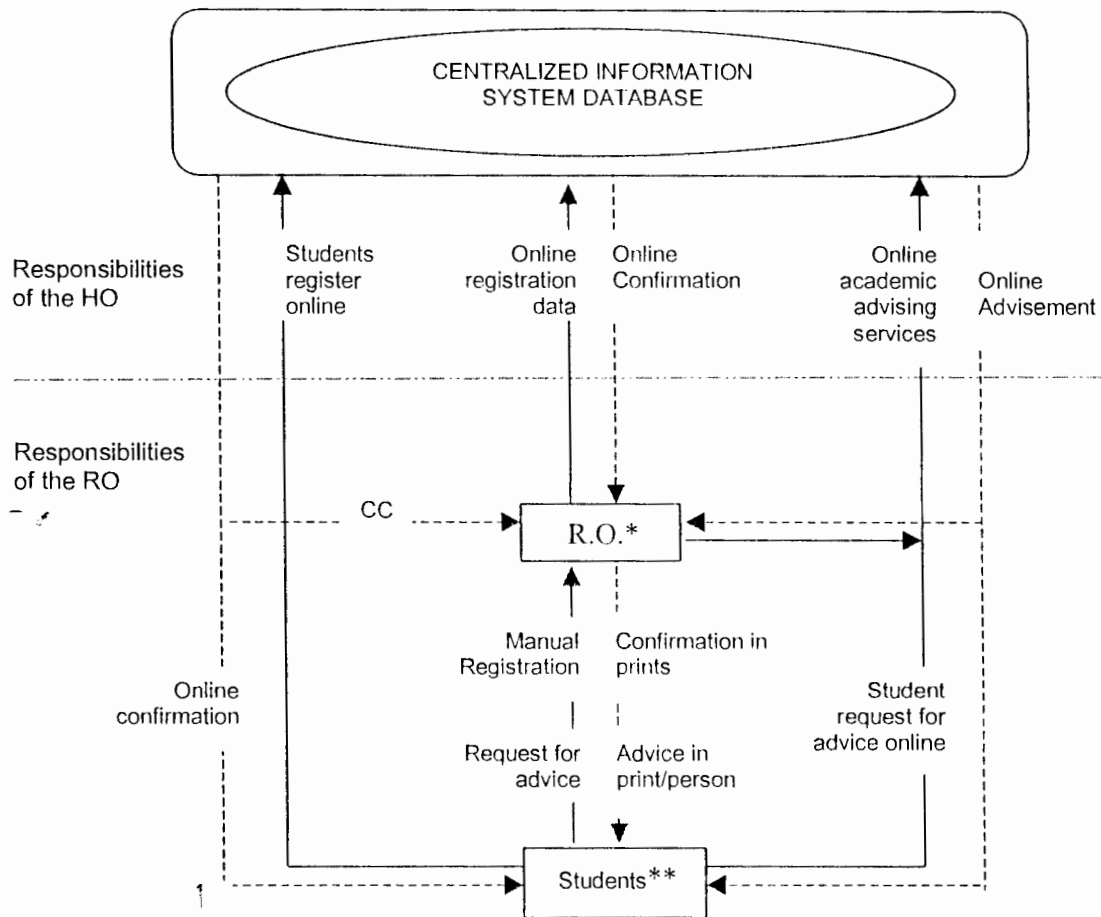 CENTRALIZED INFORMATION
SYSTEM DATABASE
Responsibilities
of the HO
Students
register
online
Online
registration
data
Online
Confirmation
Online
academic
advising
services
Online
Advisement
Responsibilities
of the RO
CC
R.O.*
Manual
Registration
Confirmation in
prints
Online
confirmation
Student
request for
advice online
Request for
advice
Advice in
print/person
Students**